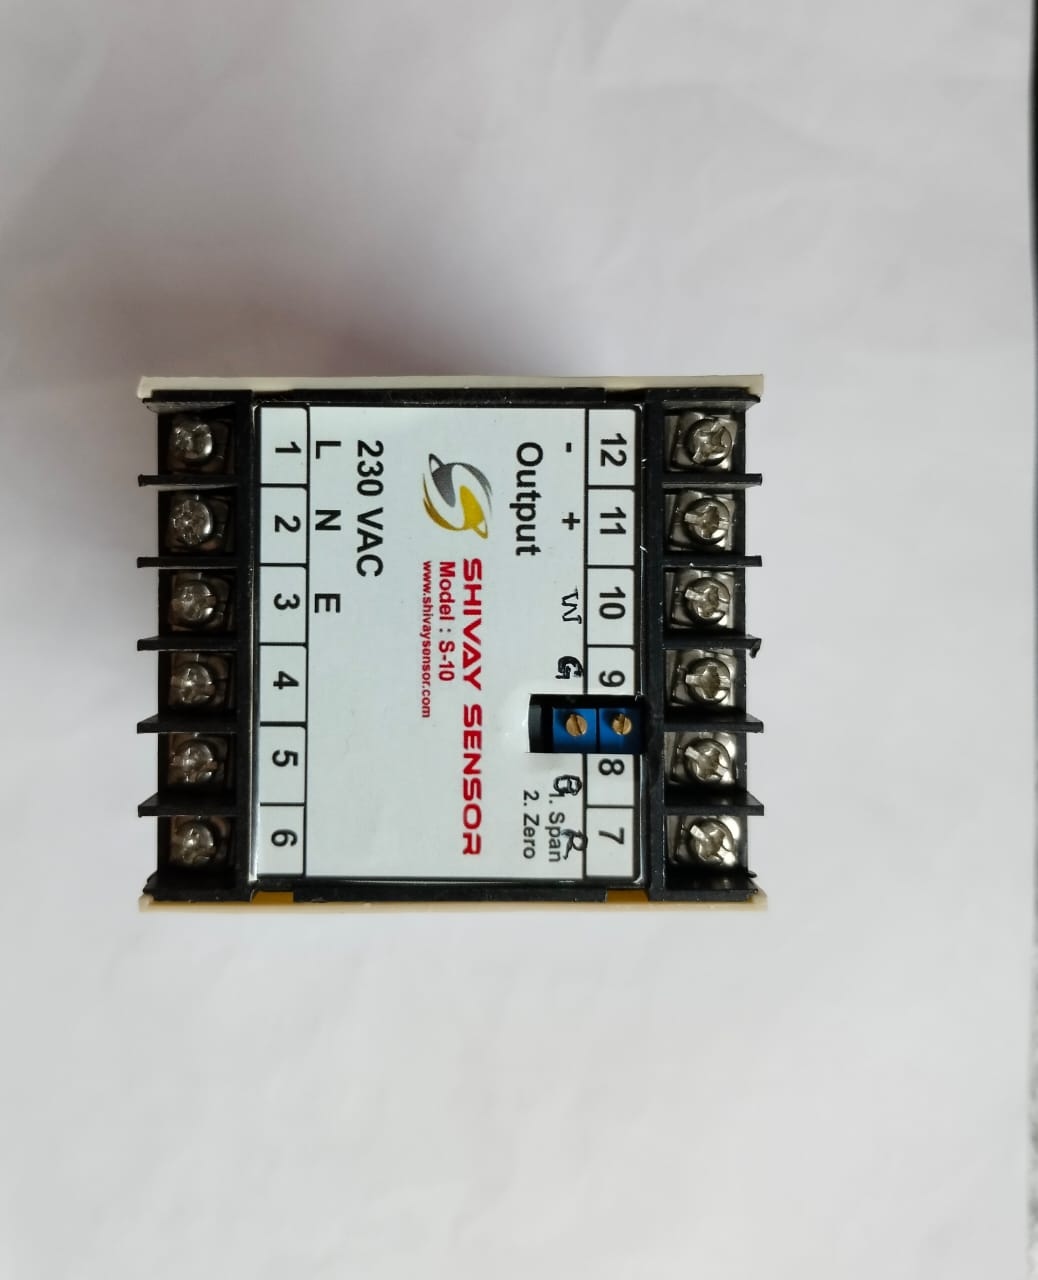 12 11 10 9 8 7
- + W G B R
1. Span
Output
2. Zero
SHIVAY SENSOR
Model : S-10
www.shivaysensor.com
230 VAC
L N E
1 2 3 4 5 6